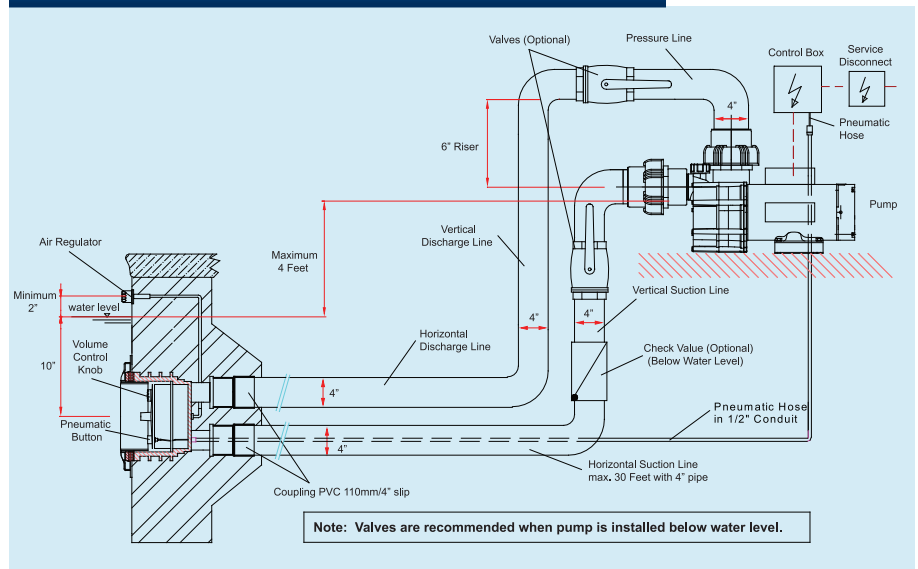 Valves (Optional)
Pressure Line
Control Box
Service
Disconnect
Pneumatic
Hose
4"
6" Riser
Pump
Air Regulator
Vertical
Discharge Line
Maximum
4 Feet
Minimum
2"
water level
Vertical Suction Line
4"
4"
Volume
Control
Knob
10"
Horizontal
Discharge Line
Check Value (Optional)
(Below Water Level)
4"
Pneumatic Hose
in 1/2" Conduit
Pneumatic
Button
4"
Horizontal Suction Line
max. 30 Feet with 4" pipe
Coupling PVC 110mm/4" slip
Note: Valves are recommended when pump is installed below water level.